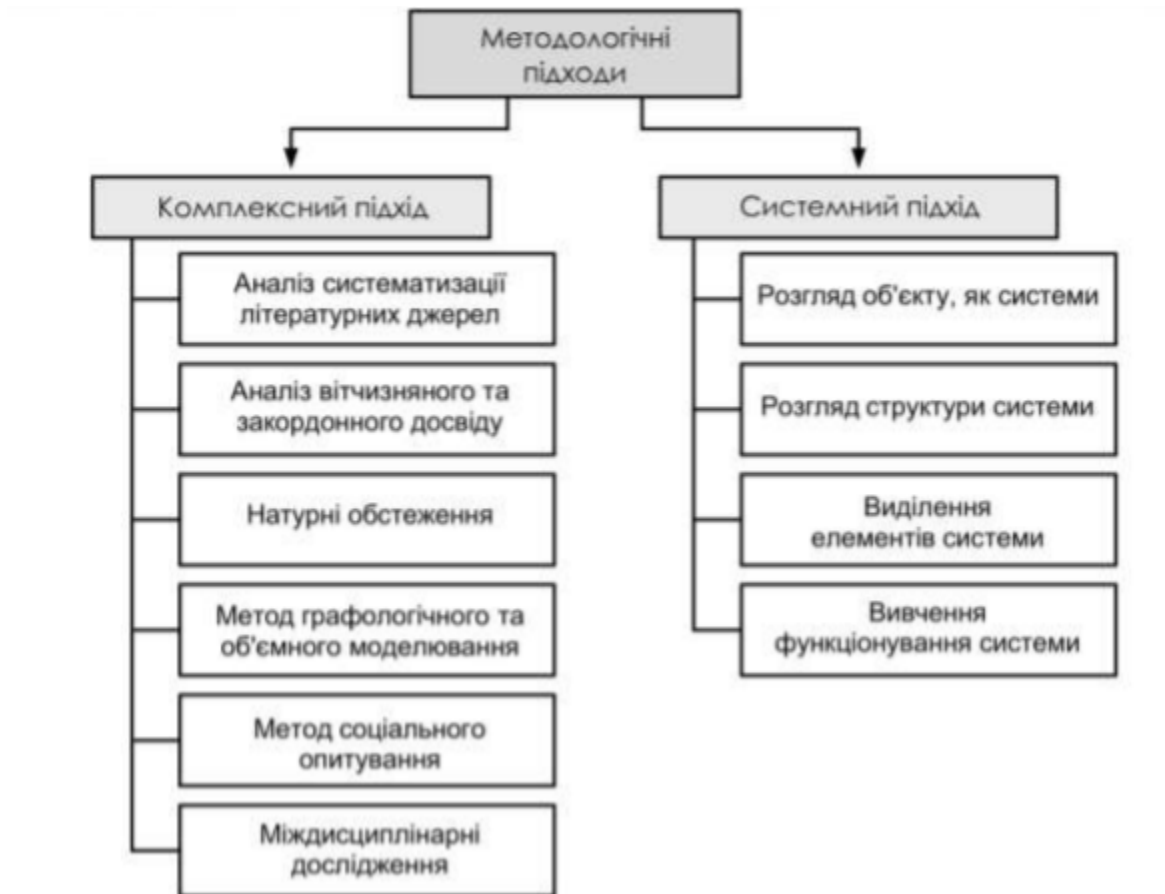 Методологічні
підходи
Комплексний підхід
Аналіз систематизації
літературних джерел
Аналіз вітчизняного та
закордонного досвіду
Натурні обстеження
Метод графологічного та
об'ємного моделювання
Метод соціального
опитування
Міждисциплінарні
дослідження
Системний підхід
Розгляд об'єкту, як системи
Розгляд структури системи
Виділення
елементів системи
Вивчення
функціонування системи